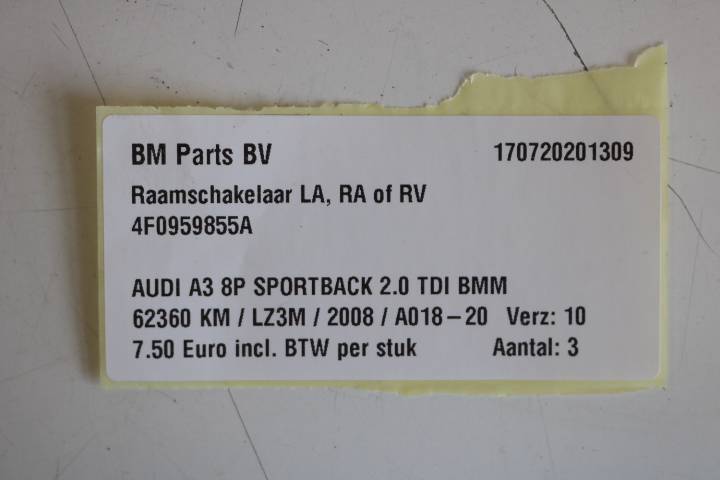 BM Parts BV 170720201309
Raamschakelaar LA, RA of RV
4F0959855A
AUDI A3 8P SPORTBACK 2.0 TDI BMM
62360 KM / LZ3M / 2008 / A018-20 Verz: 10
7.50 Euro incl. BTW per stuk Aantal: 3